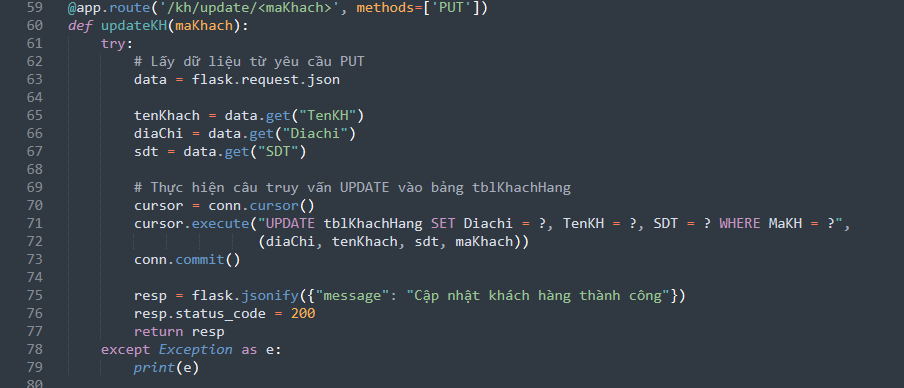 59 @app.route('/kh/update/<maKhach>', methods=['PUT'])
60 def updateKH(maKhach):
61     try:
62         # Lấy dữ liệu từ yêu cầu PUT
63         data = flask.request.json
64
65         tenKhach = data.get("TenKH")
66         diaChi = data.get("Diachi")
67         sdt = data.get("SDT")
68
69         # Thực hiện câu truy vấn UPDATE vào bảng tblKhachHang
70         cursor = conn.cursor()
71         cursor.execute("UPDATE tblKhachHang SET Diachi = ?, TenKH = ?, SDT = ? WHERE MaKH = ?",
72                        (diaChi, tenKhach, sdt, maKhach))
73         conn.commit()
74
75         resp = flask.jsonify({"message": "Cập nhật khách hàng thành công"})
76         resp.status_code = 200
77         return resp
78     except Exception as e:
79         print(e)
80